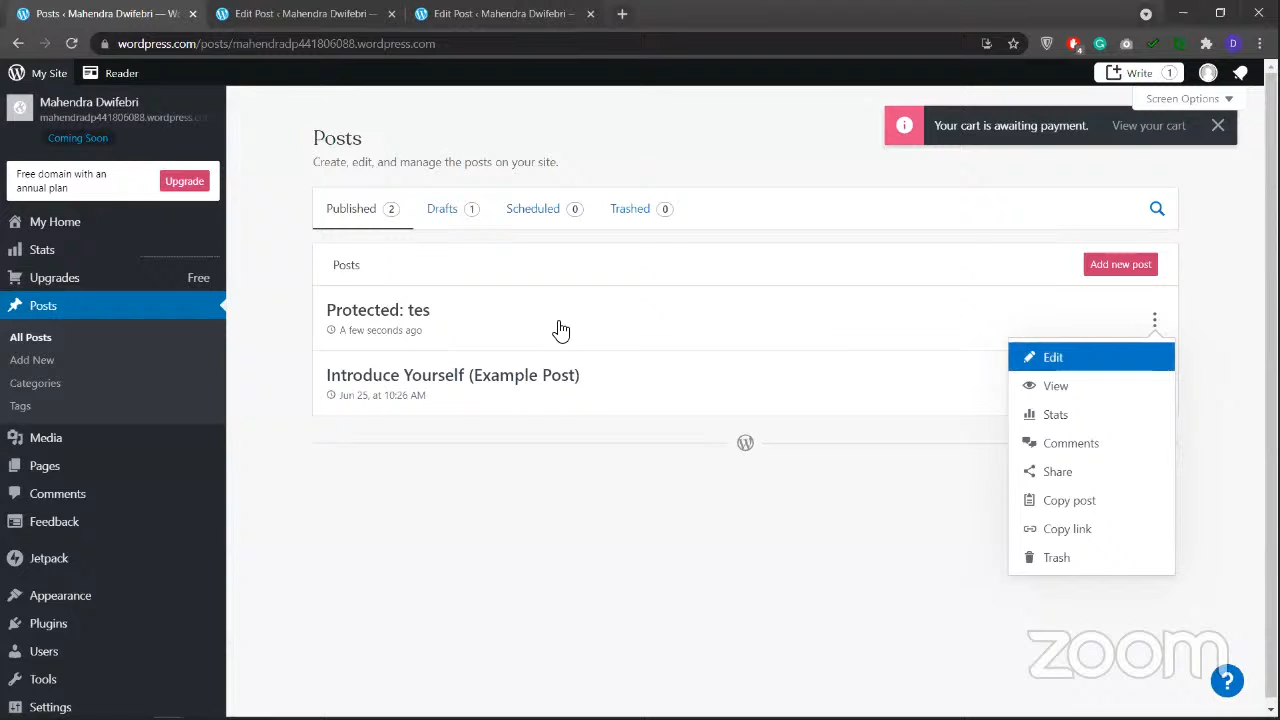 Posts ‹ Mahendra Dwifebri — Wo
Edit Post ‹ Mahendra Dwifebri —
Edit Post ‹ Mahendra Dwifebri —
wordpress.com/posts/mahendradp441806088.wordpress.com
4
D
My Site
Reader
Write 1
Mahendra Dwifebri
mahendradp441806088.wordpress.co
Coming Soon
Free domain with an
annual plan
Upgrade
My Home
Stats
Upgrades
Free
Posts
All Posts
Add New
Categories
Tags
Media
Pages
Comments
Feedback
Jetpack
Appearance
Plugins
Users
Tools
Settings
Screen Options
Your cart is awaiting payment.
View your cart
Posts
Create, edit, and manage the posts on your site.
Published 2
Drafts 1
Scheduled 0
Trashed 0
Posts
Add new post
Protected: tes
A few seconds ago
Introduce Yourself (Example Post)
Jun 25, at 10:26 AM
Edit
View
Stats
Comments
Share
Copy post
Copy link
Trash
zoom
?